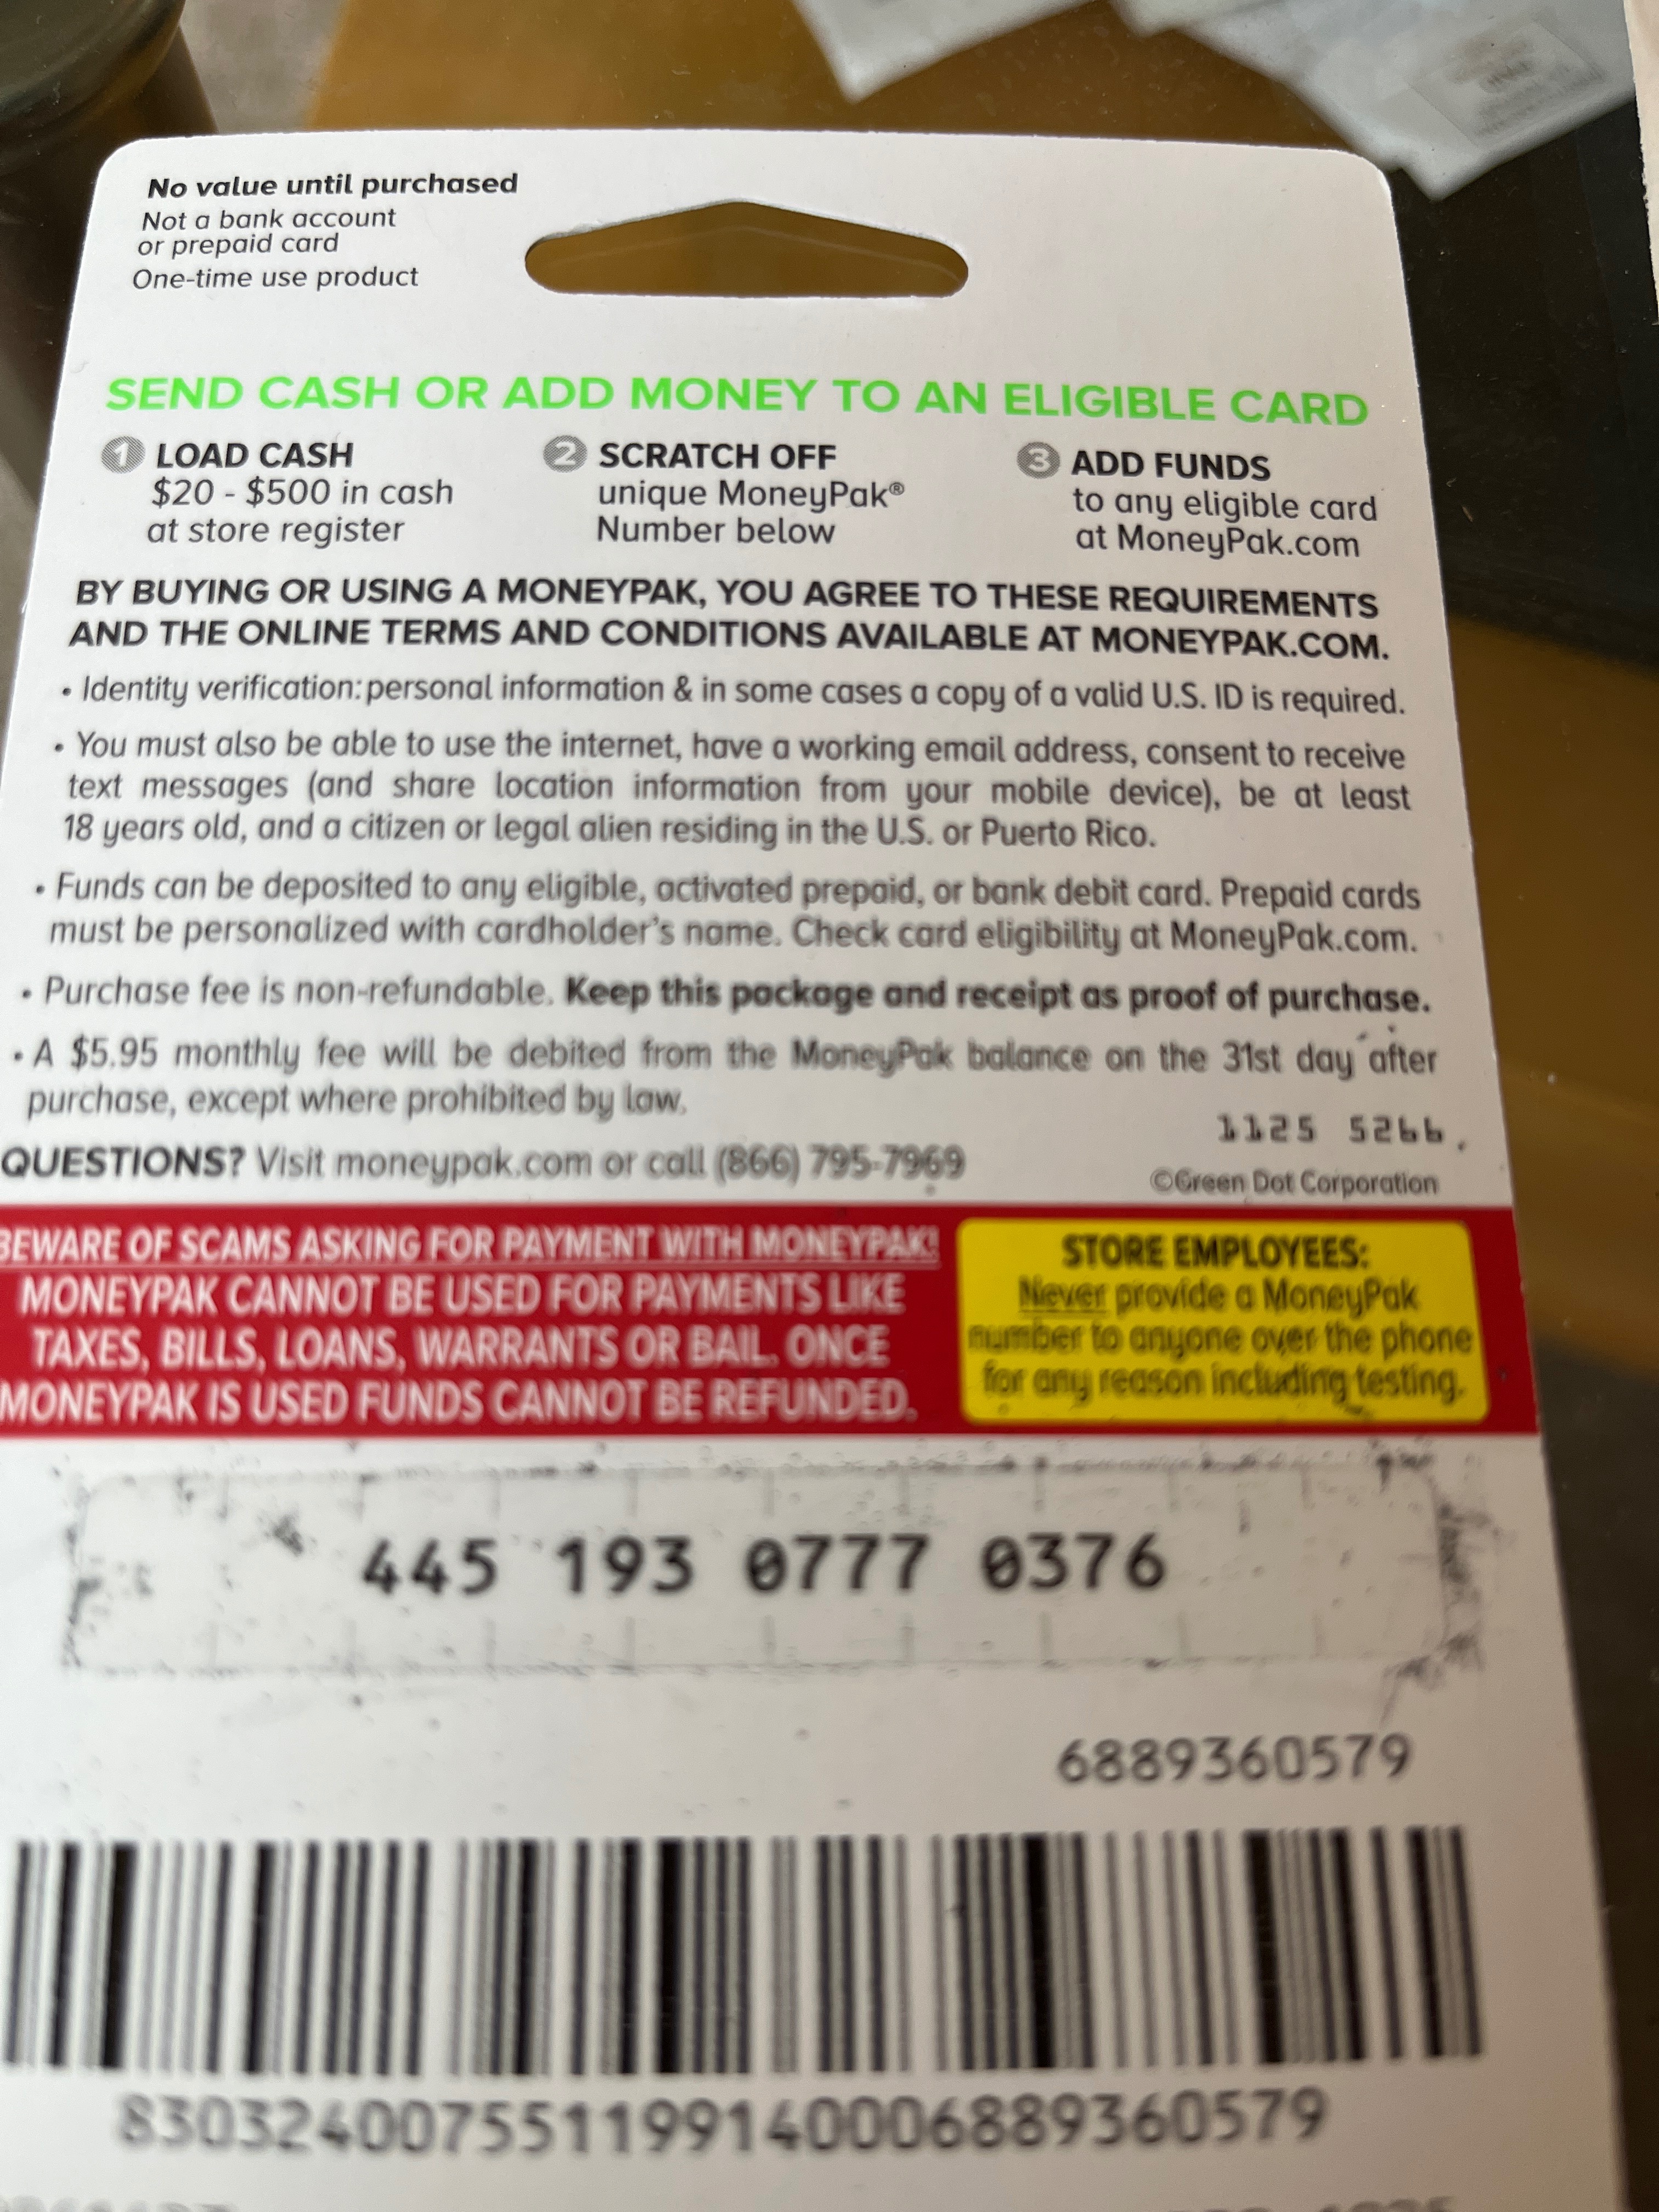 No value until purchased
Not a bank account
or prepaid card
One-time use product
SEND CASH OR ADD MONEY TO AN ELIGIBLE CARD
1 LOAD CASH
$20 - $500 in cash
at store register
2 SCRATCH OFF
unique MoneyPak®
Number below
3 ADD FUNDS
to any eligible card
at MoneyPak.com
BY BUYING OR USING A MONEYPAK, YOU AGREE TO THESE REQUIREMENTS
AND THE ONLINE TERMS AND CONDITIONS AVAILABLE AT MONEYPAK.COM.
• Identity verification: personal information & in some cases a copy of a valid U.S. ID is required.
• You must also be able to use the internet, have a working email address, consent to receive
text messages (and share location information from your mobile device), be at least
18 years old, and a citizen or legal alien residing in the U.S. or Puerto Rico.
• Funds can be deposited to any eligible, activated prepaid, or bank debit card. Prepaid cards
must be personalized with cardholder's name. Check card eligibility at MoneyPak.com.
• Purchase fee is non-refundable. Keep this package and receipt as proof of purchase.
• A $5.95 monthly fee will be debited from the MoneyPak balance on the 31st day after
purchase, except where prohibited by law.
1125 5266
QUESTIONS? Visit moneypak.com or call (866) 795-7969
©Green Dot Corporation
BEWARE OF SCAMS ASKING FOR PAYMENT WITH MONEYPAK!
MONEYPAK CANNOT BE USED FOR PAYMENTS LIKE
TAXES, BILLS, LOANS, WARRANTS OR BAIL. ONCE
MONEYPAK IS USED FUNDS CANNOT BE REFUNDED.
STORE EMPLOYEES:
Never provide a MoneyPak
number to anyone over the phone
for any reason including testing.
445 193 0777 0376
6889360579
830324007551199140006889360579